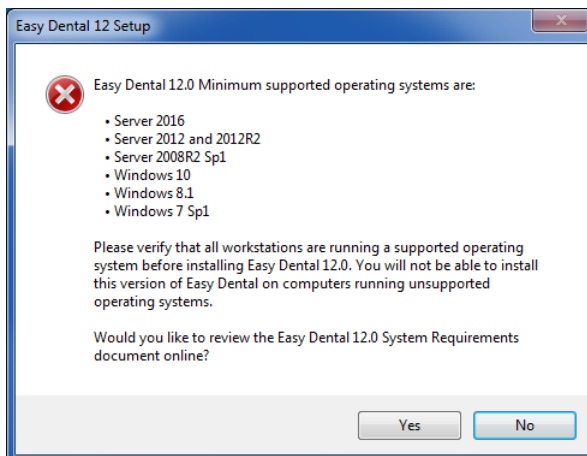 Easy Dental 12 Setup
Easy Dental 12.0 Minimum supported operating systems are:
• Server 2016
• Server 2012 and 2012R2
• Server 2008R2 Sp1
• Windows 10
• Windows 8.1
• Windows 7 Sp1
Please verify that all workstations are running a supported operating
system before installing Easy Dental 12.0. You will not be able to install
this version of Easy Dental on computers running unsupported
operating systems.
Would you like to review the Easy Dental 12.0 System Requirements
document online?
Yes No